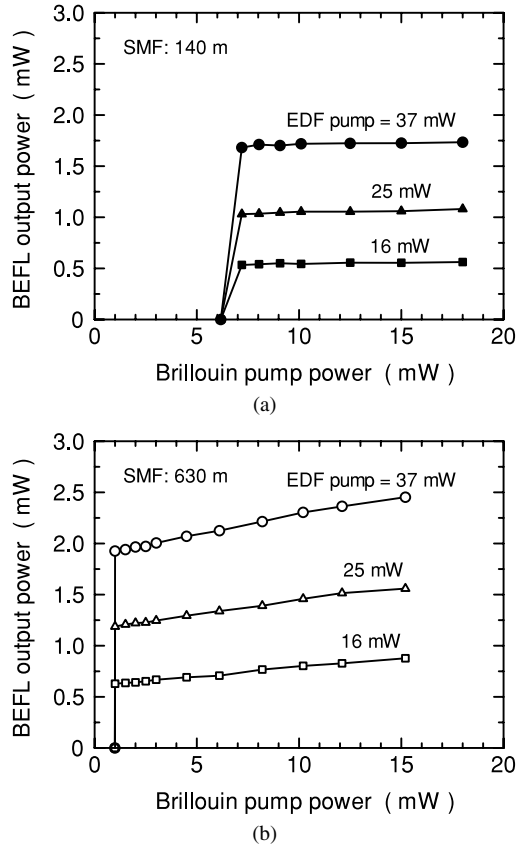 3.0
SMF: 140 m
2.5
EDF pump = 37 mW
2.0
1.5
25 mW
1.0
16 mW
0.5
0
0 5 10 15 20
BEFL output power ( mW )
Brillouin pump power ( mW )
(a)
3.0
SMF: 630 m
EDF pump = 37 mW
2.5
2.0
25 mW
1.5
1.0
16 mW
0.5
0
0 5 10 15 20
BEFL output power ( mW )
Brillouin pump power ( mW )
(b)